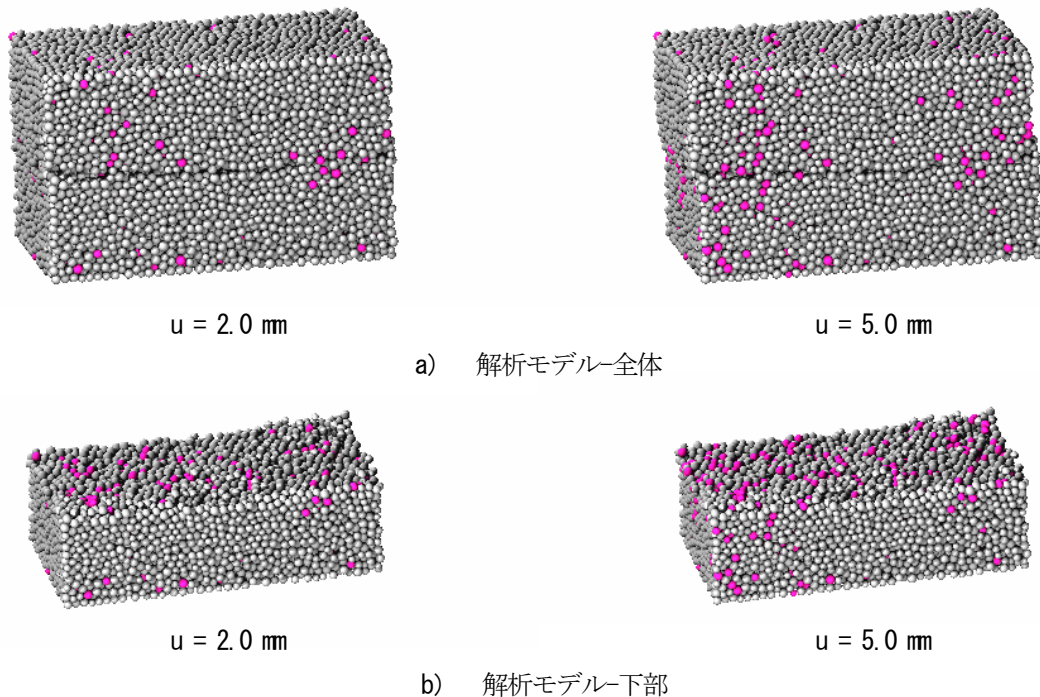 u = 2.0 mm
u = 5.0 mm
a) 解析モデル-全体
u = 2.0 mm
u = 5.0 mm
b) 解析モデル-下部